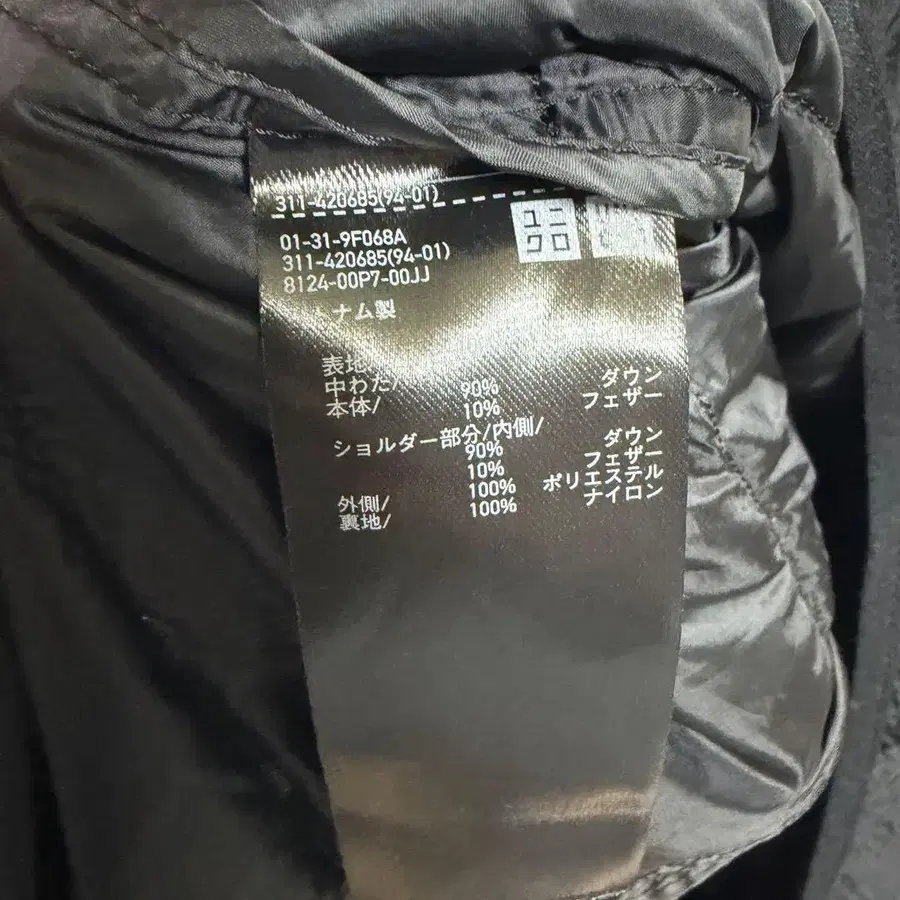 311-420685(94-01)
ユニ
クロ
01-31-9F068A
311-420685(94-01)
8124-00P7-00JJ
ナム製
表地
中わた/
本体/ 90% ダウン
10% フェザー
ショルダー部分/内側/
90% ダウン
10% フェザー
外側/ 100% ポリエステル
裏地/ 100% ナイロン